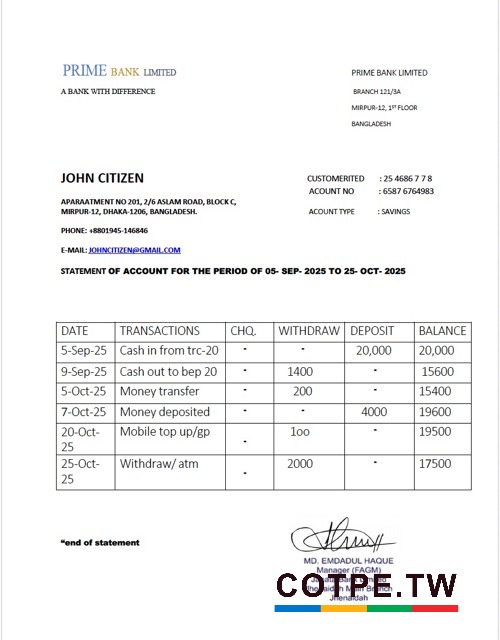 PRIME BANK LIMITED
A BANK WITH DIFFERENCE
PRIME BANK LIMITED
BRANCH 121/3A
MIRPUR-12, 1ST FLOOR
BANGLADESH
JOHN CITIZEN
APARAATMENT NO 201, 2/6 ASLAM ROAD, BLOCK C,
MIRPUR-12, DHAKA-1206, BANGLADESH.
PHONE: +8801945-146846
E-MAIL: JOHNCITIZEN@GMAIL.COM
CUSTOMERITED : 25 4686 7 7 8
ACOUNT NO : 6587 6764983
ACOUNT TYPE : SAVINGS
STATEMENT OF ACCOUNT FOR THE PERIOD OF 05- SEP- 2025 TO 25- OCT- 2025
DATE TRANSACTIONS CHQ. WITHDRAW DEPOSIT BALANCE
5-Sep-25 Cash in from trc-20 - - 20,000 20,000
9-Sep-25 Cash out to bep 20 - 1400 - 15600
5-Oct-25 Money transfer - 200 - 15400
7-Oct-25 Money deposited - - 4000 19600
20-Oct-25 Mobile top up/gp - 1oo - 19500
25-Oct-25 Withdraw/ atm - 2000 - 17500
*end of statement
MD. EMDADUL HAQUE
Manager (FAGM)
Jhenaidah
COTPE.TW